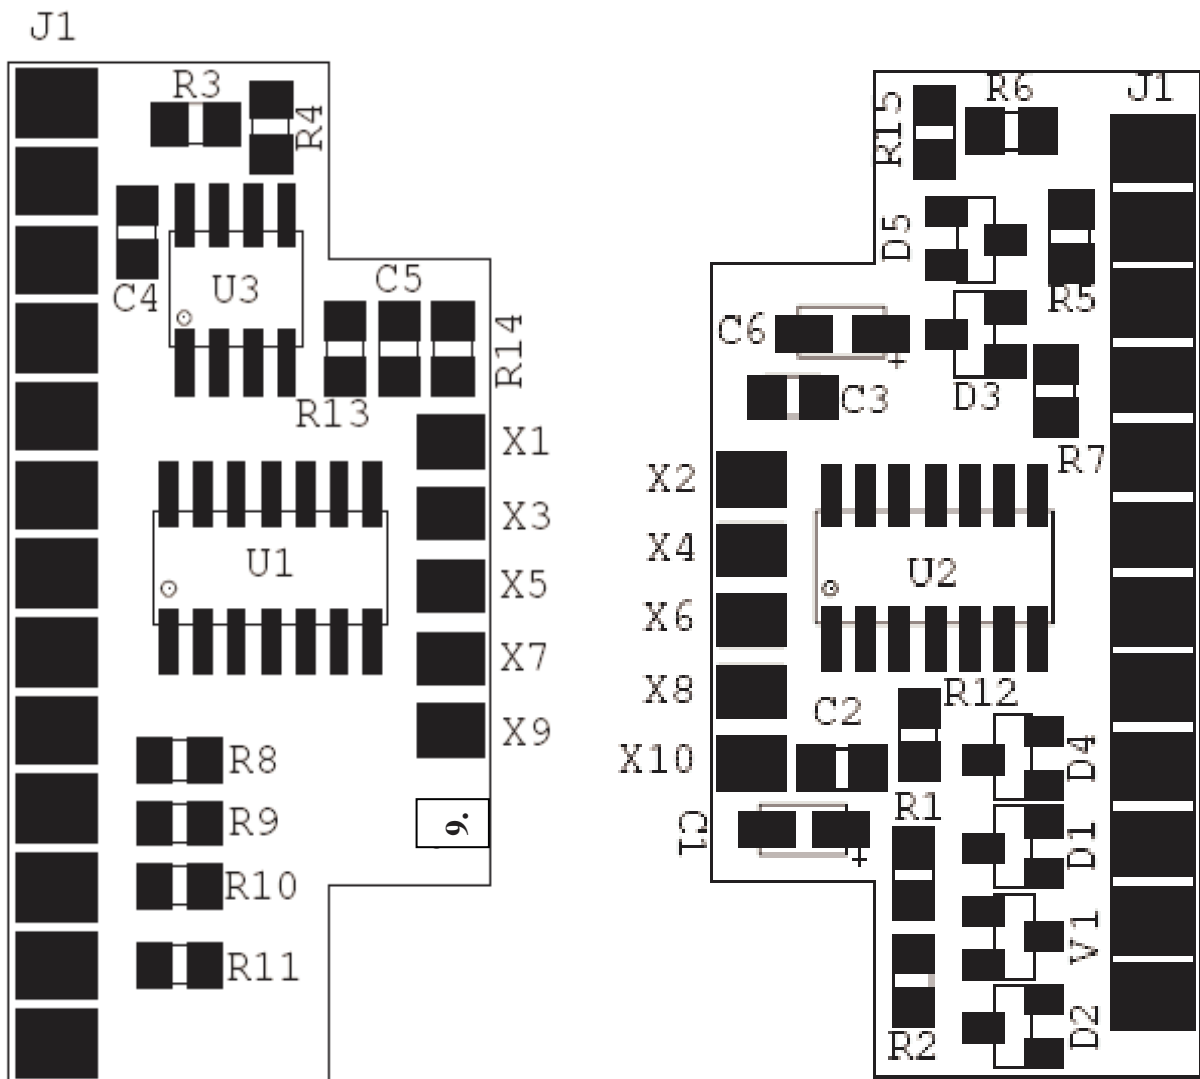 J1
R3
R4
C4
U3
C5
R14
R13
X1
X3
U1
X5
X7
X9
R8
R9
9.
R10
R11
J1
R6
R15
D5
R5
C6
+
C3
D3
R7
X2
X4
U2
X6
X8
R12
C2
D4
X10
R1
C1
+
D1
V1
D2
R2